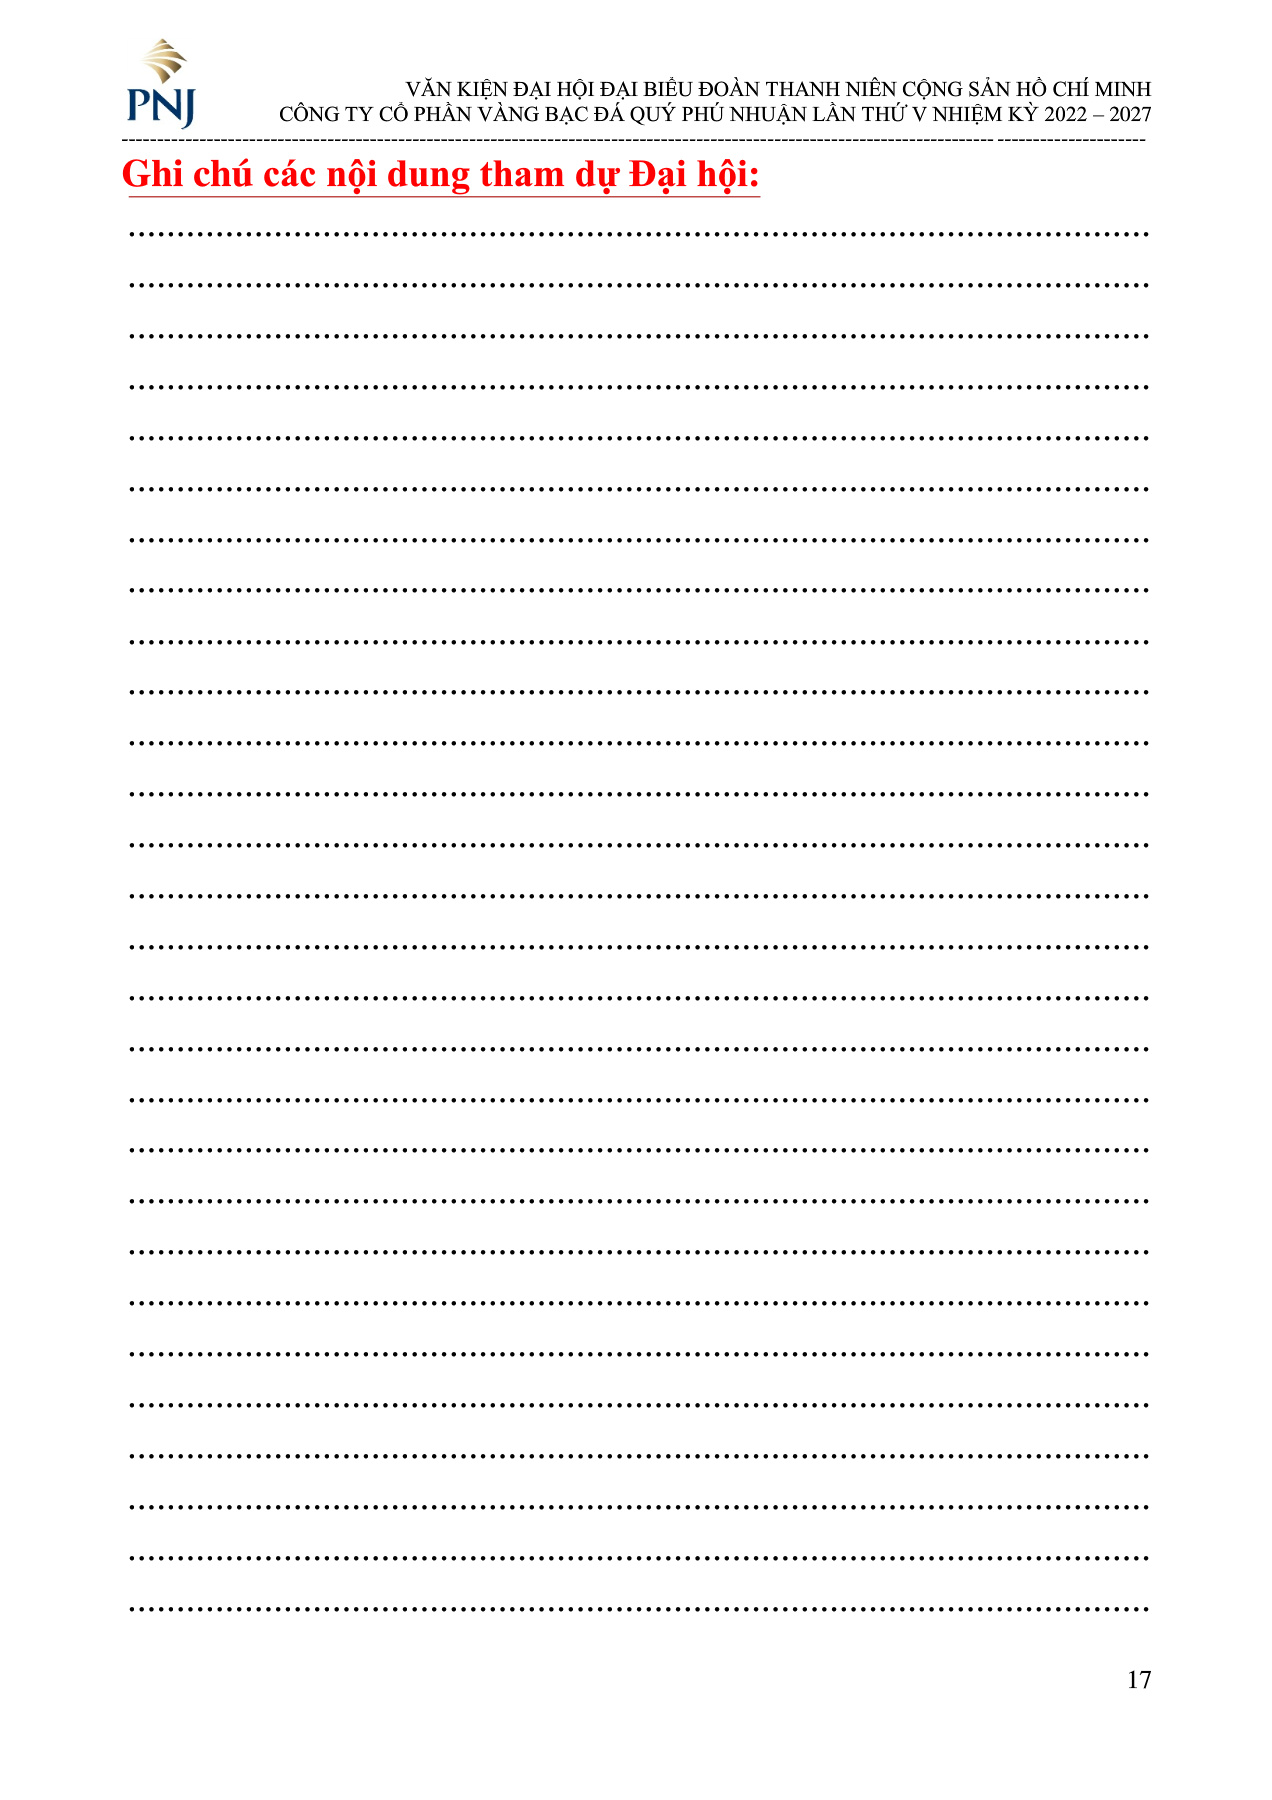 PNJ
VĂN KIỆN ĐẠI HỘI ĐẠI BIỂU ĐOÀN THANH NIÊN CỘNG SẢN HỒ CHÍ MINH
CÔNG TY CỔ PHẦN VÀNG BẠC ĐÁ QUÝ PHÚ NHUẬN LẦN THỨ V NHIỆM KỲ 2022 – 2027
Ghi chú các nội dung tham dự Đại hội:
17